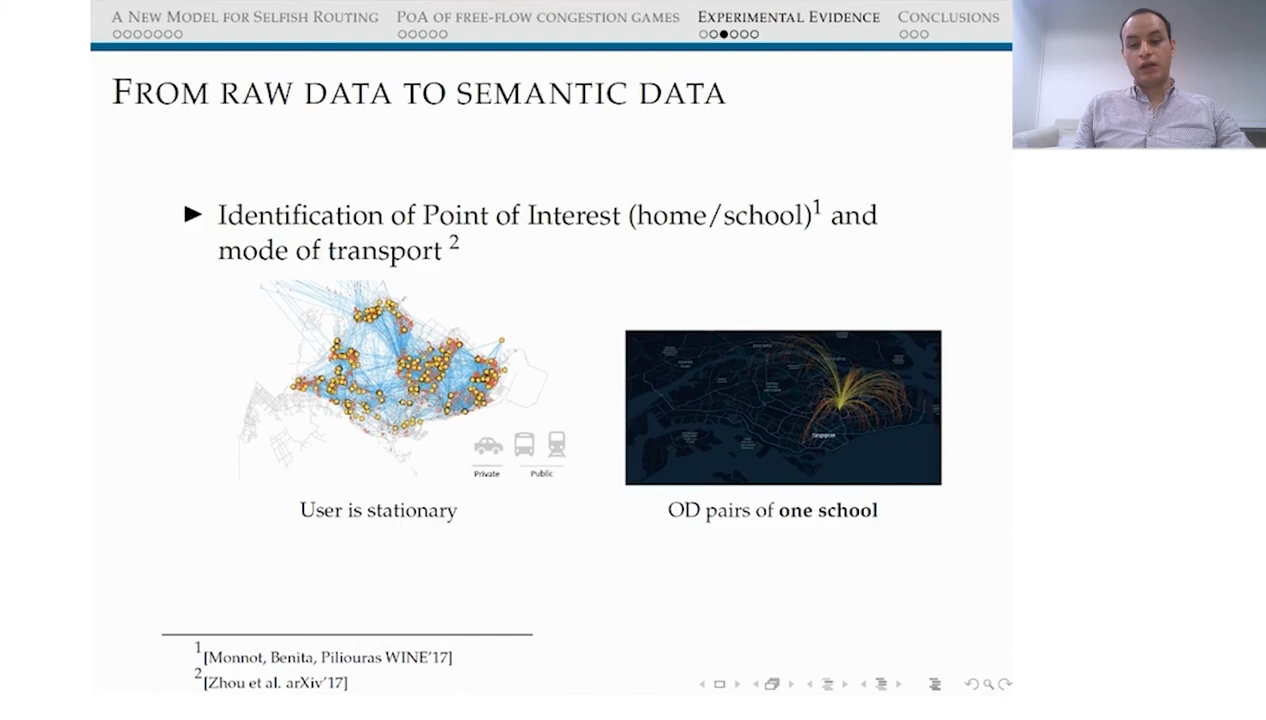 A New Model for Selfish Routing
PoA of free-flow congestion games
Experimental Evidence
Conclusions
From raw data to semantic data
► Identification of Point of Interest (home/school)1 and
mode of transport 2
Private
Public
Singapore
User is stationary
OD pairs of one school
1[Monnot, Benita, Piliouras WINE'17]
2[Zhou et al. arXiv'17]